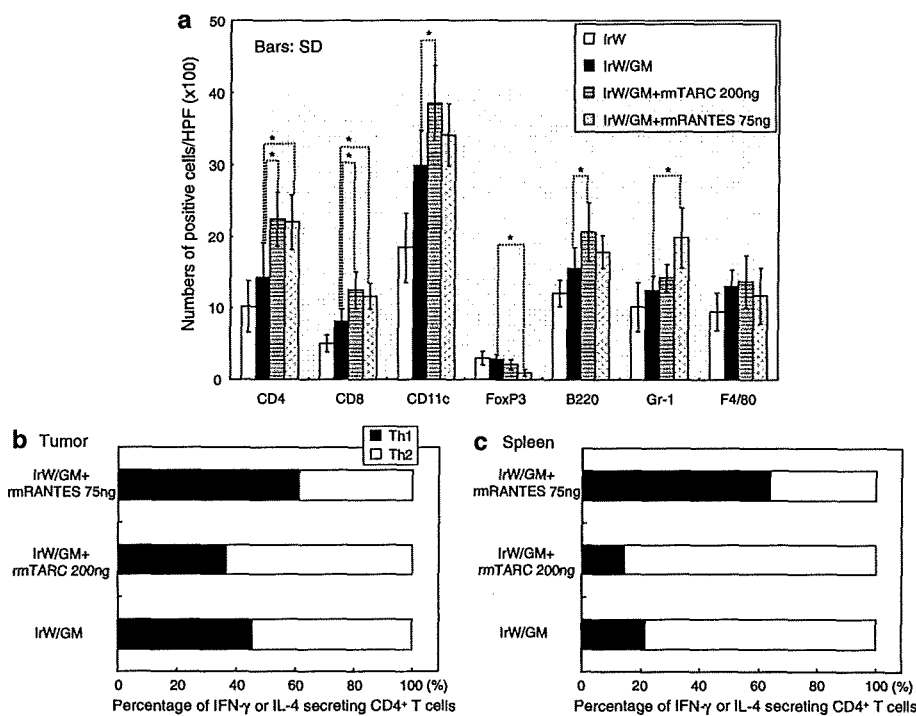 a
Bars: SD
IrW
IrW/GM
IrW/GM+rmTARC 200ng
IrW/GM+rmRANTES 75ng
Numbers of positive cells/HPF (x100)
50
40
30
20
10
0
*
*
*
*
*
*
*
*
CD4
CD8
CD11c
FoxP3
B220
Gr-1
F4/80
b Tumor
Th1
Th2
IrW/GM+
rmRANTES 75ng
IrW/GM+
rmTARC 200ng
IrW/GM
0 20 40 60 80 100 (%)
Percentage of IFN-γ or IL-4 secreting CD4+ T cells
c Spleen
IrW/GM+
rmRANTES 75ng
IrW/GM+
rmTARC 200ng
IrW/GM
0 20 40 60 80 100 (%)
Percentage of IFN-γ or IL-4 secreting CD4+ T cells